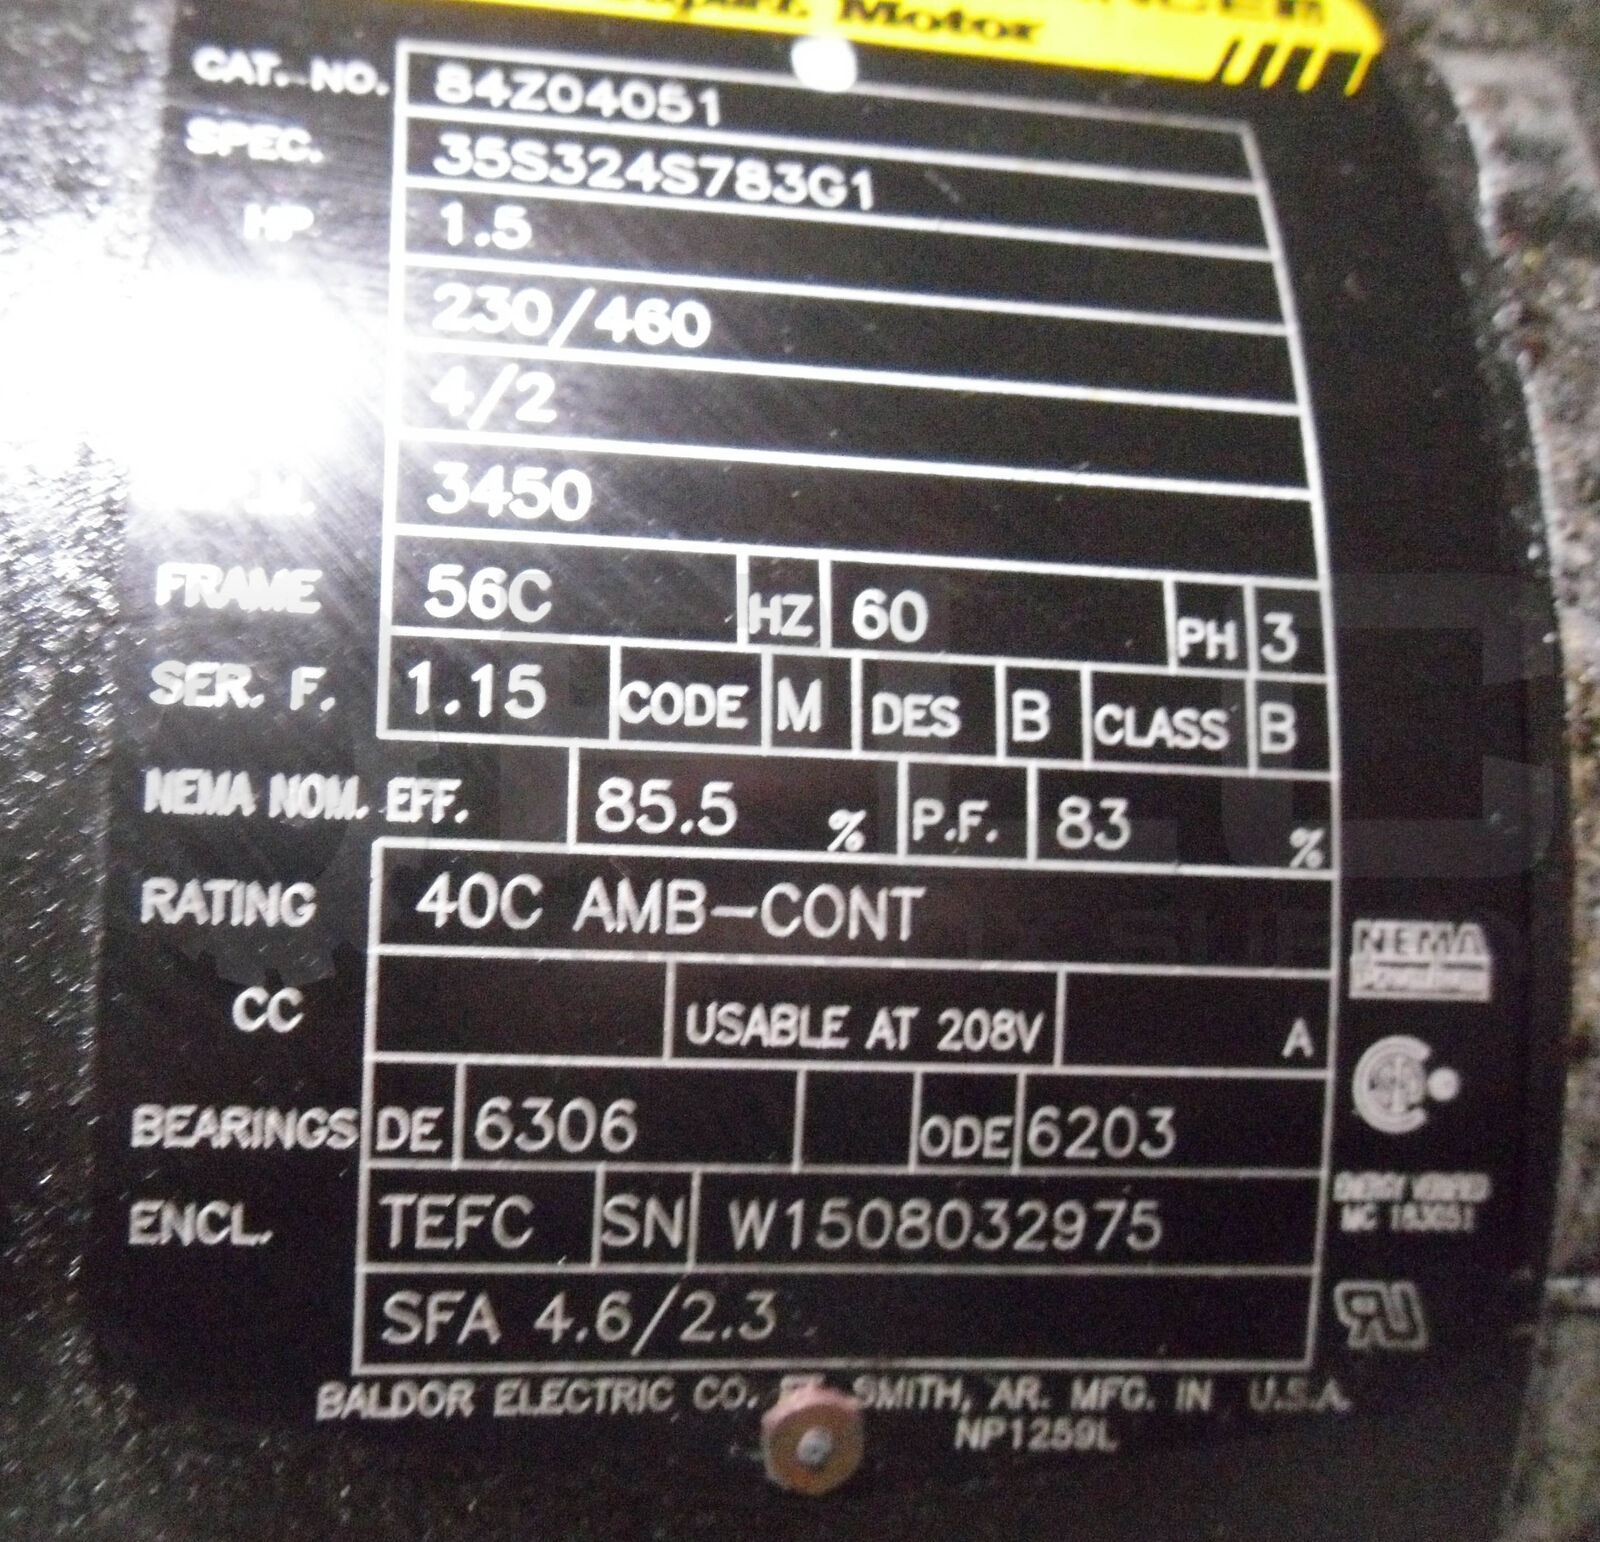 Motor
CAT. NO. 84Z04051
SPEC. 35S324S783G1
HP 1.5
230/460
4/2
3450
FRAME 56C HZ 60 PH 3
SER. F. 1.15 CODE M DES B CLASS B
NEMA NOM. EFF. 85.5 % P.F. 83 %
RATING 40C AMB-CONT
NEMA
CC USABLE AT 208V A
BEARINGS DE 6306 ODE 6203
ENCL. TEFC SN W1508032975
SFA 4.6/2.3
BALDOR ELECTRIC CO. SMITH, AR. MFG. IN U.S.A.
NP1259L